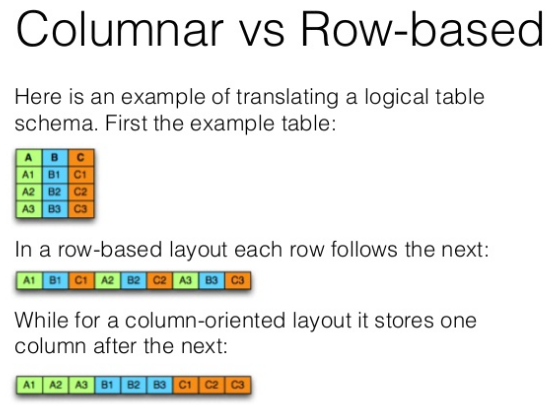 Columnar vs Row-based
Here is an example of translating a logical table
schema. First the example table:
A B C
A1 B1 C1
A2 B2 C2
A3 B3 C3
In a row-based layout each row follows the next:
A1 B1 C1 A2 B2 C2 A3 B3 C3
While for a column-oriented layout it stores one
column after the next:
A1 A2 A3 B1 B2 B3 C1 C2 C3